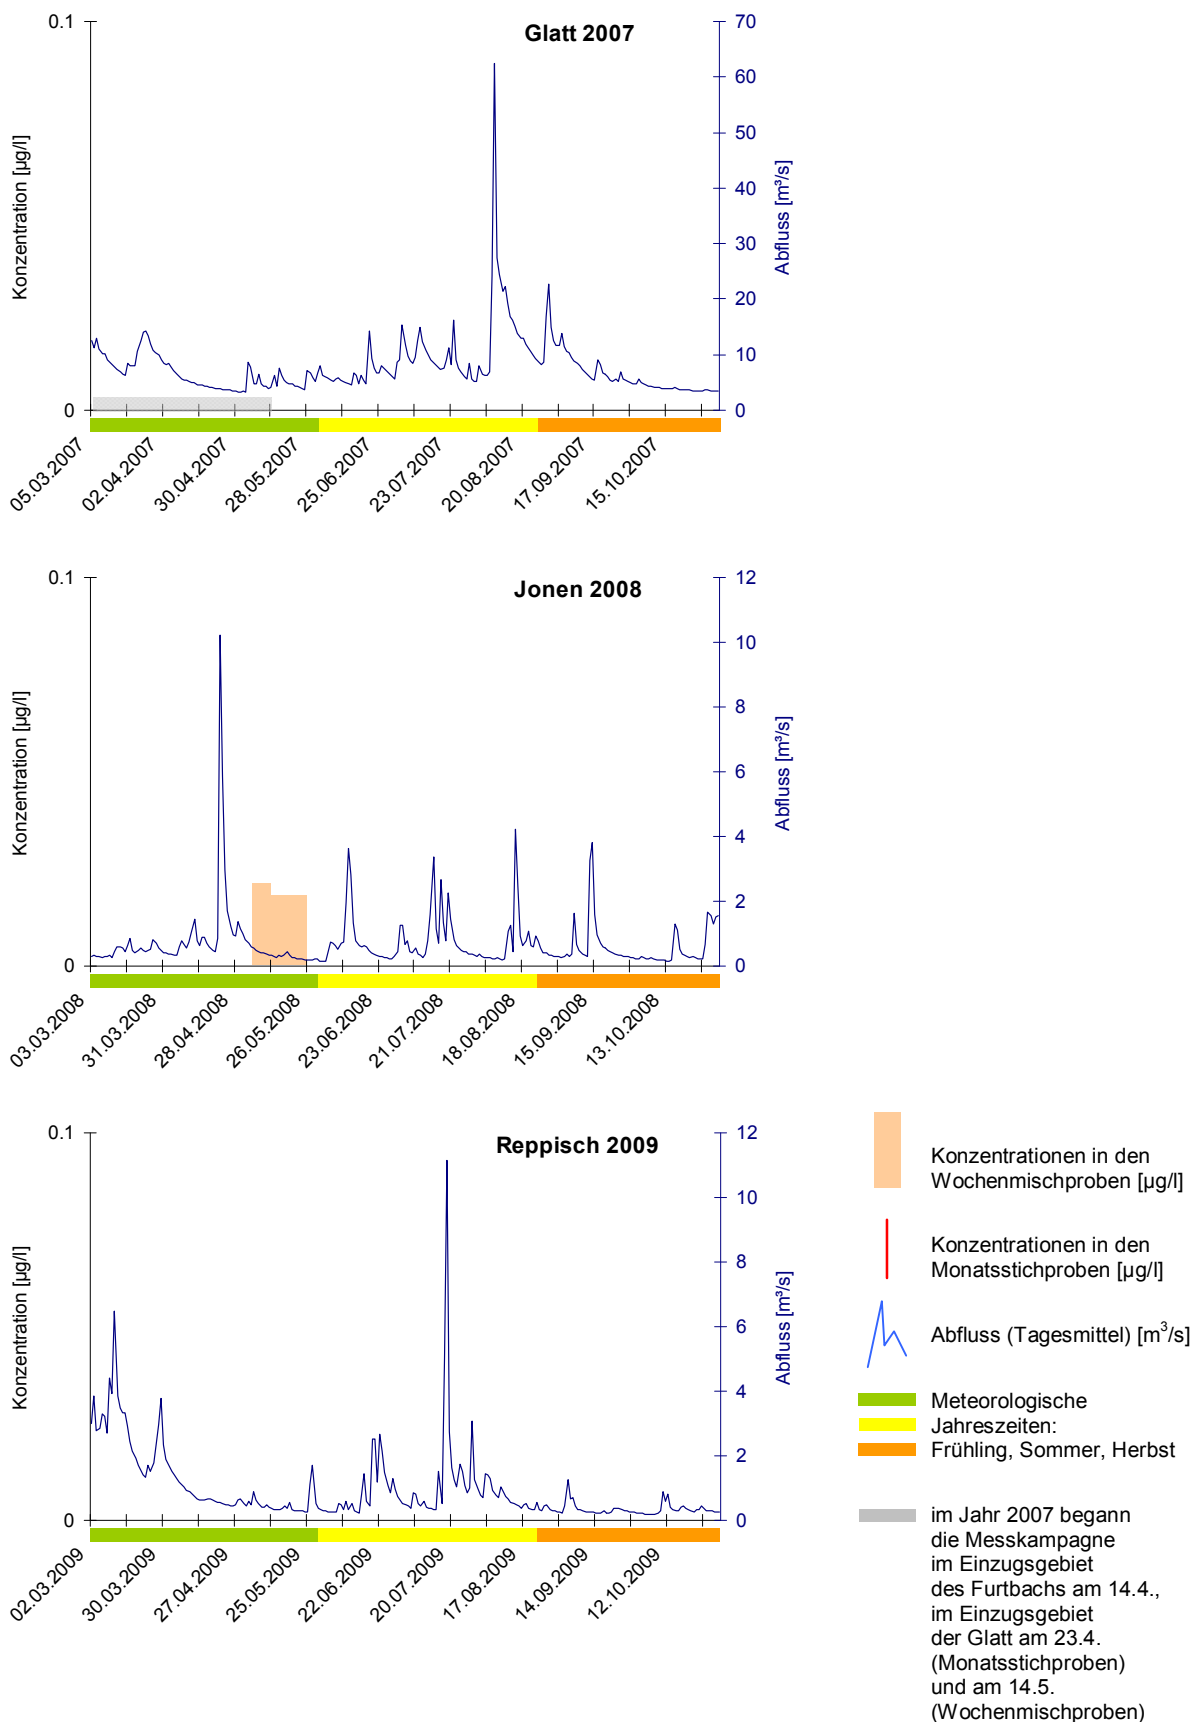 Glatt 2007
0.1
0
Konzentration [µg/l]
70
60
50
40
30
20
10
0
Abfluss [m³/s]
05.03.2007
02.04.2007
30.04.2007
28.05.2007
25.06.2007
23.07.2007
20.08.2007
17.09.2007
15.10.2007
Jonen 2008
0.1
0
Konzentration [µg/l]
12
10
8
6
4
2
0
Abfluss [m³/s]
03.03.2008
31.03.2008
28.04.2008
26.05.2008
23.06.2008
21.07.2008
18.08.2008
15.09.2008
13.10.2008
Reppisch 2009
0.1
0
Konzentration [µg/l]
12
10
8
6
4
2
0
Abfluss [m³/s]
02.03.2009
30.03.2009
27.04.2009
25.05.2009
22.06.2009
20.07.2009
17.08.2009
14.09.2009
12.10.2009
Konzentrationen in den
Wochenmischproben [µg/l]
Konzentrationen in den
Monatsstichproben [µg/l]
Abfluss (Tagesmittel) [m³/s]
Meteorologische
Jahreszeiten:
Frühling, Sommer, Herbst
im Jahr 2007 begann
die Messkampagne
im Einzugsgebiet
des Furtbachs am 14.4.,
im Einzugsgebiet
der Glatt am 23.4.
(Monatsstichproben)
und am 14.5.
(Wochenmischproben)